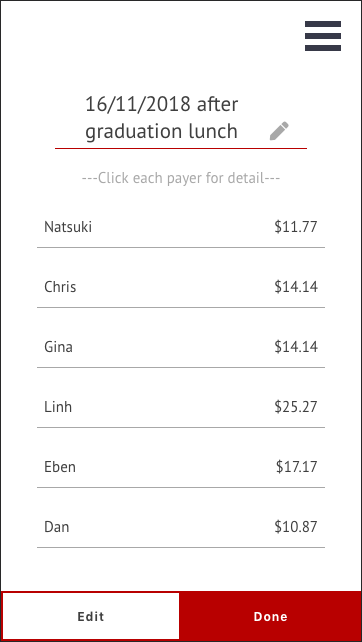 16/11/2018 after
graduation lunch
---Click each payer for detail---
Natsuki $11.77
Chris $14.14
Gina $14.14
Linh $25.27
Eben $17.17
Dan $10.87
Edit Done